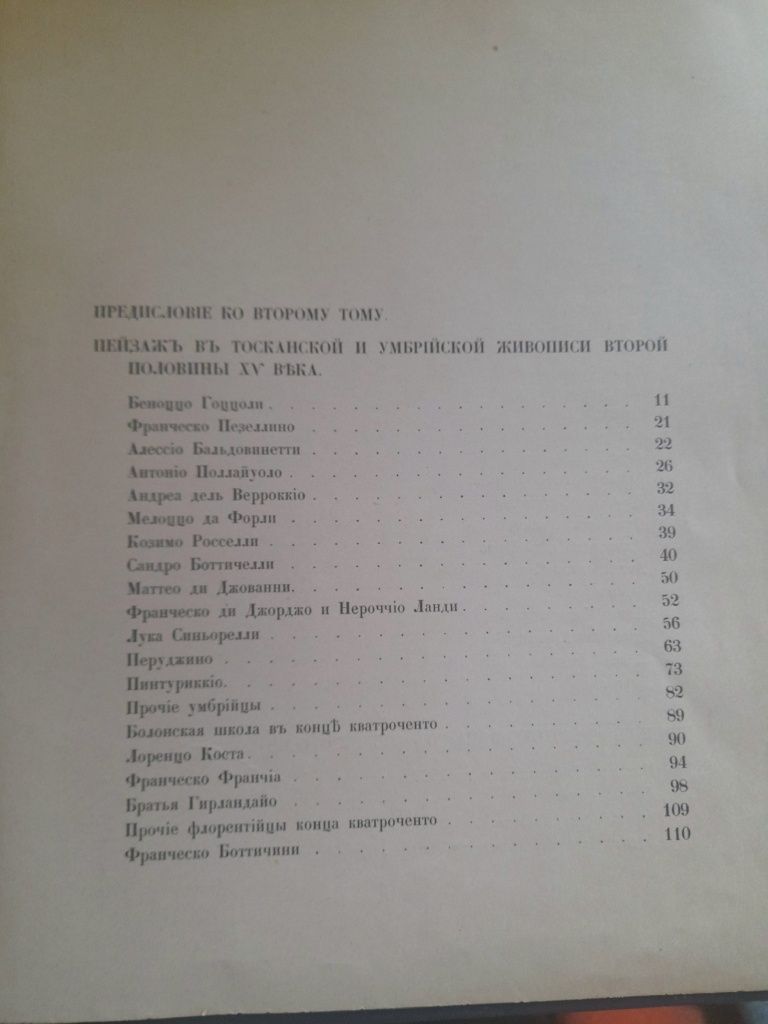 ПРЕДИСЛОВІЕ КО ВТОРОМУ ТОМУ.
ПЕЙЗАЖЪ ВЪ ТОСКАНСКОЙ И УМБРІЙСКОЙ ЖИВОПИСИ ВТОРОЙ
ПОЛОВИНЫ XV ВѢКА.
Беноццо Гоццоли . . . . . . . . . . . . . . . . . 11
Франческо Пезеллино . . . . . . . . . . . . . . . 21
Алессіо Бальдовинетти . . . . . . . . . . . . . . . 22
Антоніо Поллайуоло . . . . . . . . . . . . . . . . 26
Андреа дель Верроккіо . . . . . . . . . . . . . . . 32
Мелоццо да Форли . . . . . . . . . . . . . . . . 34
Козимо Росселли . . . . . . . . . . . . . . . . . 39
Сандро Боттичелли . . . . . . . . . . . . . . . . 40
Маттео ди Джованни. . . . . . . . . . . . . . . . 50
Франческо ди Джорджо и Нероччіо Ланди . . . . . . . . 52
Лука Синьорелли . . . . . . . . . . . . . . . . . 56
Перуджино . . . . . . . . . . . . . . . . . . . 63
Пинтуриккіо. . . . . . . . . . . . . . . . . . . 73
Прочіе умбрійцы . . . . . . . . . . . . . . . . . 82
Болонская школа въ концѣ кватроченто . . . . . . . . . 89
Лоренцо Коста . . . . . . . . . . . . . . . . . . 90
Франческо Франчіа . . . . . . . . . . . . . . . . 94
Братья Гирландайо . . . . . . . . . . . . . . . . 98
Прочіе флорентійцы конца кватроченто . . . . . . . . . 109
Франческо Боттичини . . . . . . . . . . . . . . . 110